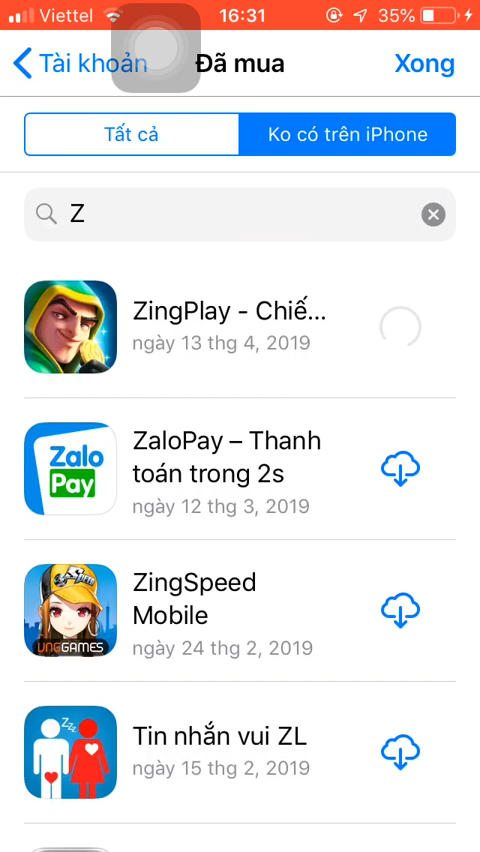 Viettel 16:31 35%
Tài khoản Đã mua Xong
Tất cả Ko có trên iPhone
Z
ZingPlay - Chiế...
ngày 13 thg 4, 2019
Zalo
Pay
ZaloPay – Thanh
toán trong 2s
ngày 12 thg 3, 2019
ZingSpeed
Mobile
VNGGAMES
ngày 24 thg 2, 2019
zzz
Tin nhắn vui ZL
ngày 15 thg 2, 2019